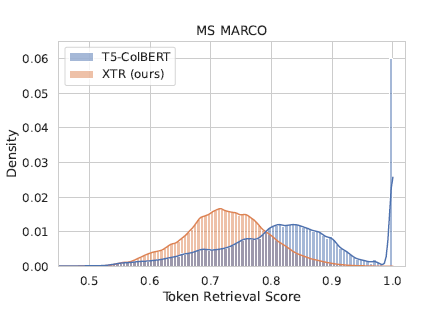 MS MARCO
T5-ColBERT
XTR (ours)
Density
0.06
0.05
0.04
0.03
0.02
0.01
0.00
0.5 0.6 0.7 0.8 0.9 1.0
Token Retrieval Score